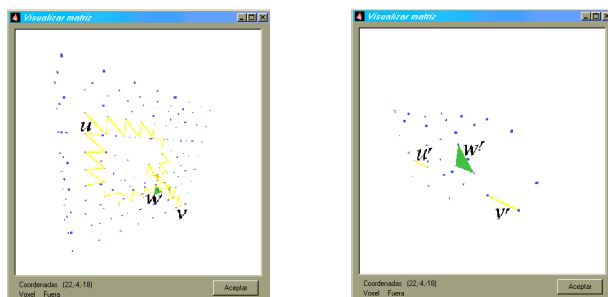 Visualizar matriz
u
w
v
Coordenadas (22,-4,-18)
Voxel Fuera
Aceptar
Visualizar matriz
u'
w'
v'
Coordenadas (22,-4,-18)
Voxel Fuera
Aceptar